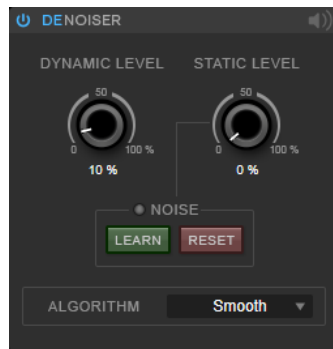 DENOISER
DYNAMIC LEVEL STATIC LEVEL
50 50
0 100 % 0 100 %
10 % 0 %
NOISE
LEARN RESET
ALGORITHM Smooth